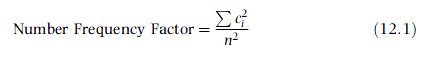 Number Frequency Factor = ∑ c_i^2 / n^2 (12.1)